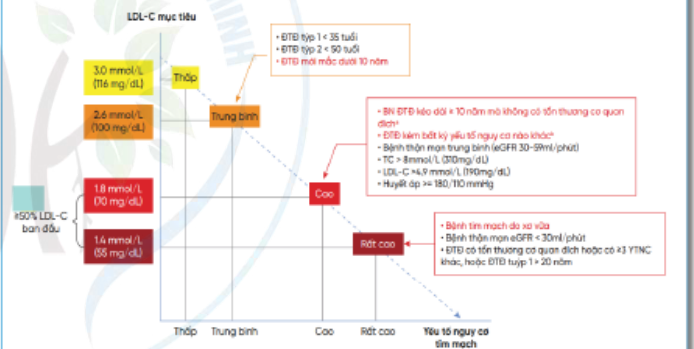 LDL-C mục tiêu
• ĐTĐ týp 1 < 35 tuổi
• ĐTĐ týp 2 < 50 tuổi
• ĐTĐ mới mắc dưới 10 năm
3.0 mmol/L
(116 mg/dL)
Thấp
2.6 mmol/L
(100 mg/dL)
Trung bình
• BN ĐTĐ kéo dài ≥ 10 năm mà không có tổn thương cơ quan
đích
• ĐTĐ kèm bất kỳ yếu tố nguy cơ nào khác
• Bệnh thận mạn trung bình (eGFR 30-59ml/phút)
• TC > 8mmol/L (310mg/dL)
• LDL-C >4,9 mmol/L (190mg/dL)
• Huyết áp >= 180/110 mmHg
1.8 mmol/L
(70 mg/dL)
Cao
≥50% LDL-C
ban đầu
1.4 mmol/L
(55 mg/dL)
Rất cao
• Bệnh tim mạch do xơ vữa
• Bệnh thận mạn eGFR < 30ml/phút
• ĐTĐ có tổn thương cơ quan đích hoặc có ≥3 YTNC
khác, hoặc ĐTĐ tuýp 1 > 20 năm
Thấp
Trung bình
Cao
Rất cao
Yếu tố nguy cơ
tim mạch